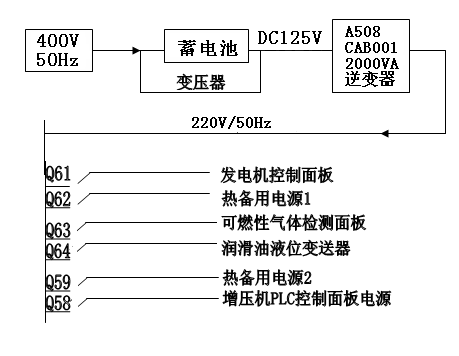 400V
50Hz
蓄电池
变压器
DC125V
A508
CAB001
2000VA
逆变器
220V/50Hz
Q61 发电机控制面板
Q62 热备用电源1
Q63 可燃性气体检测面板
Q64 润滑油液位变送器
Q59 热备用电源2
Q58 增压机PLC控制面板电源